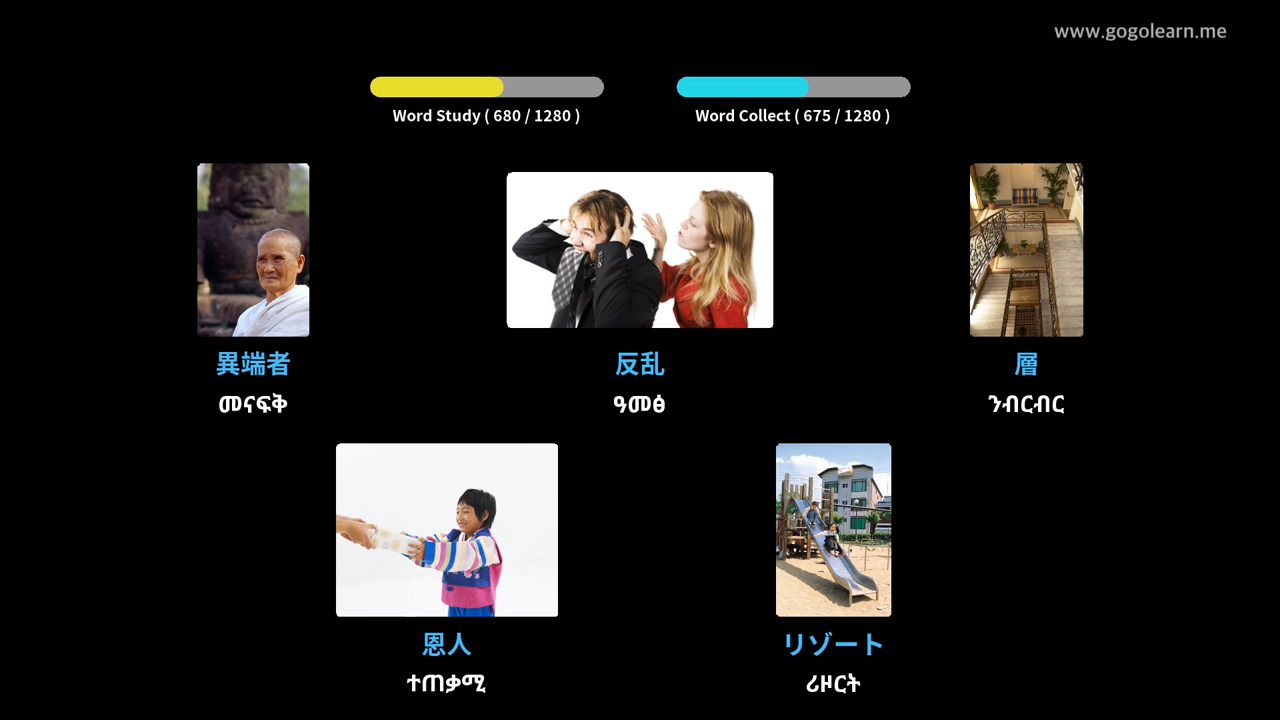 www.gogolearn.me
Word Study ( 680 / 1280 )
Word Collect ( 675 / 1280 )
異端者
መናፍቅ
反乱
ዓመፅ
層
ንብርብር
恩人
ተጠቃሚ
リゾート
ሪዞርት